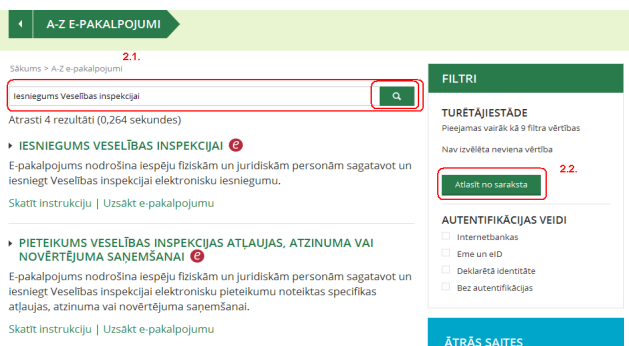 A-Z E-PAKALPOJUMI
2.1.
Sākums > A-Z e-pakalpojumi
Iesniegums Veselības inspekcijai
Atrasti 4 rezultāti (0,264 sekundes)
IESNIEGUMS VESELĪBAS INSPEKCIJAI e
E-pakalpojums nodrošina iespēju fiziskām un juridiskām personām sagatavot un
iesniegt Veselības inspekcijai elektronisku iesniegumu.
Skatīt instrukciju | Uzsākt e-pakalpojumu
PIETEIKUMS VESELĪBAS INSPEKCIJAS ATĻAUJAS, ATZINUMA VAI
NOVĒRTĒJUMA SAŅEMŠANAI e
E-pakalpojums nodrošina iespēju fiziskām un juridiskām personām sagatavot un
iesniegt Veselības inspekcijai elektronisku pieteikumu noteiktas specifikas
atļaujas, atzinuma vai novērtējuma saņemšanai.
Skatīt instrukciju | Uzsākt e-pakalpojumu
FILTRI
TURĒTĀJIESTĀDE
Pieejamas vairāk kā 9 filtra vērtības
Nav izvēlēta neviena vērtība
2.2.
Atlasīt no saraksta
AUTENTIFIKĀCIJAS VEIDI
Internetbankas
Eme un eID
Deklarētā identitāte
Bez autentifikācijas
ĀTRĀS SAITES